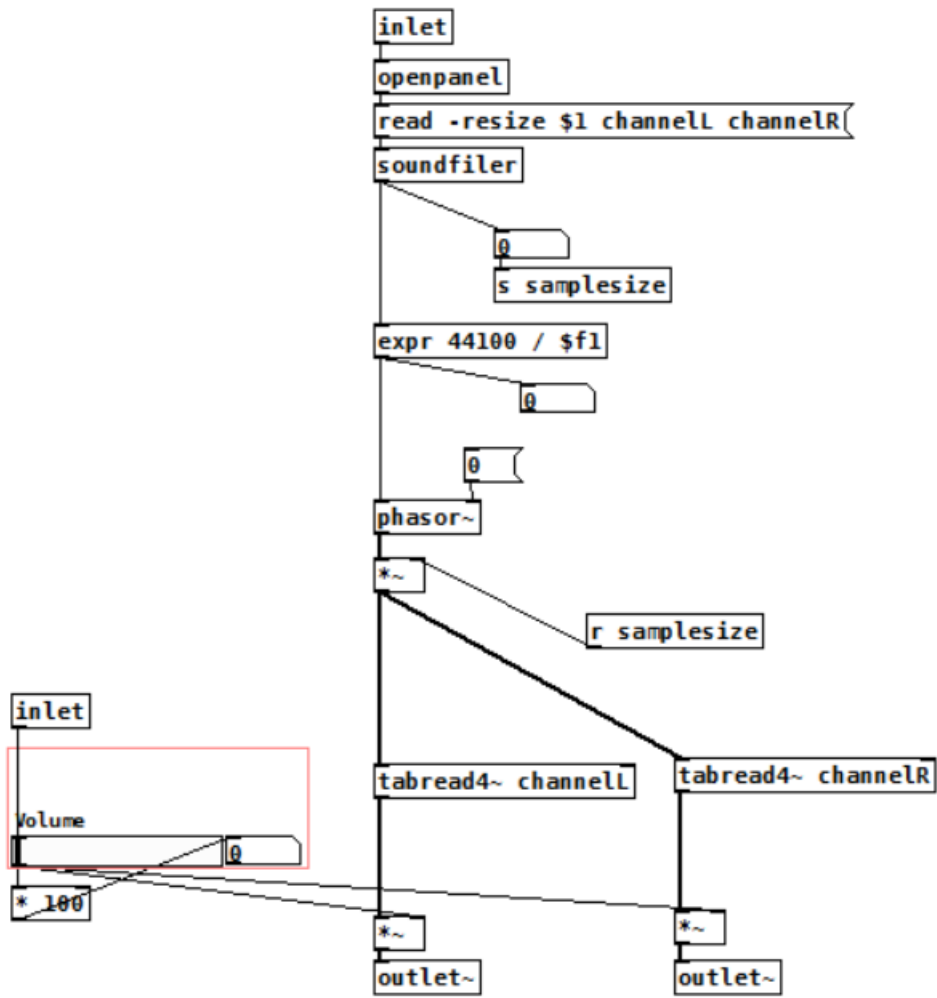 inlet
openpanel
read -resize $1 channelL channelR
soundfiler
0
s samplesize
expr 44100 / $f1
0
0
phasor~
*~
r samplesize
inlet
tabread4~ channelL
tabread4~ channelR
Volume
0
* 100
*~
*~
outlet~
outlet~